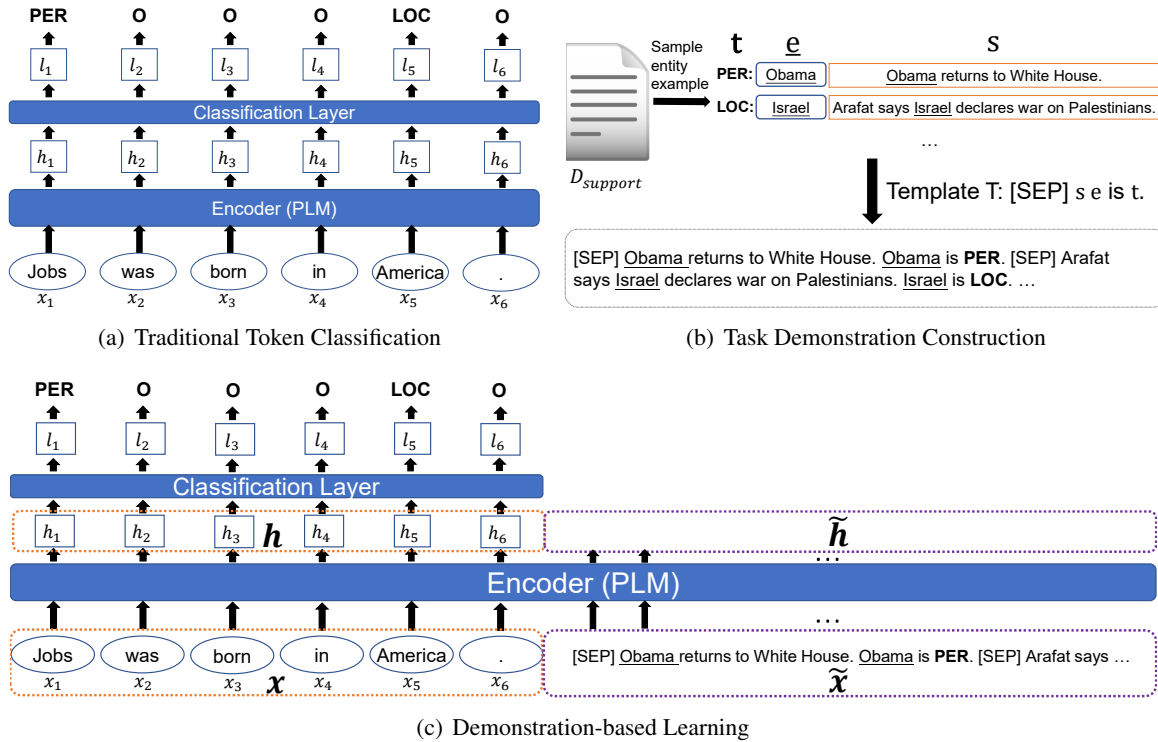 PER O O O LOC O
l₁ l₂ l₃ l₄ l₅ l₆
Classification Layer
h₁ h₂ h₃ h₄ h₅ h₆
Encoder (PLM)
Jobs was born in America .
x₁ x₂ x₃ x₄ x₅ x₆
(a) Traditional Token Classification
Sample
entity
example
D_support
t e s
PER: Obama Obama returns to White House.
LOC: Israel Arafat says Israel declares war on Palestinians.
...
Template T: [SEP] s e is t.
[SEP] Obama returns to White House. Obama is PER. [SEP] Arafat
says Israel declares war on Palestinians. Israel is LOC. ...
(b) Task Demonstration Construction
PER O O O LOC O
l₁ l₂ l₃ l₄ l₅ l₆
Classification Layer
h₁ h₂ h₃ h h₄ h₅ h₆ h̃
...
Encoder (PLM)
...
Jobs was born in America . [SEP] Obama returns to White House. Obama is PER. [SEP] Arafat says ...
x₁ x₂ x₃ x x₄ x₅ x₆ x̃
(c) Demonstration-based Learning